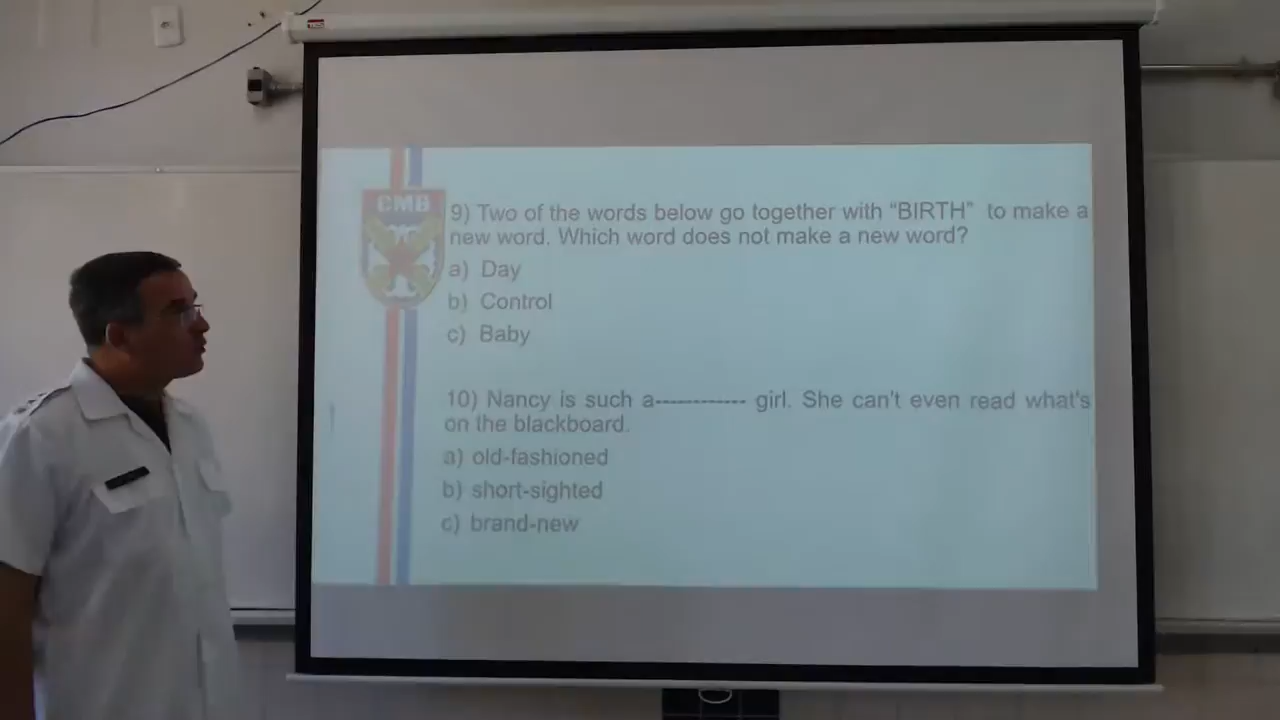 CMB
9) Two of the words below go together with “BIRTH” to make a
new word. Which word does not make a new word?
a) Day
b) Control
c) Baby
10) Nancy is such a------------ girl. She can't even read what's
on the blackboard.
a) old-fashioned
b) short-sighted
c) brand-new